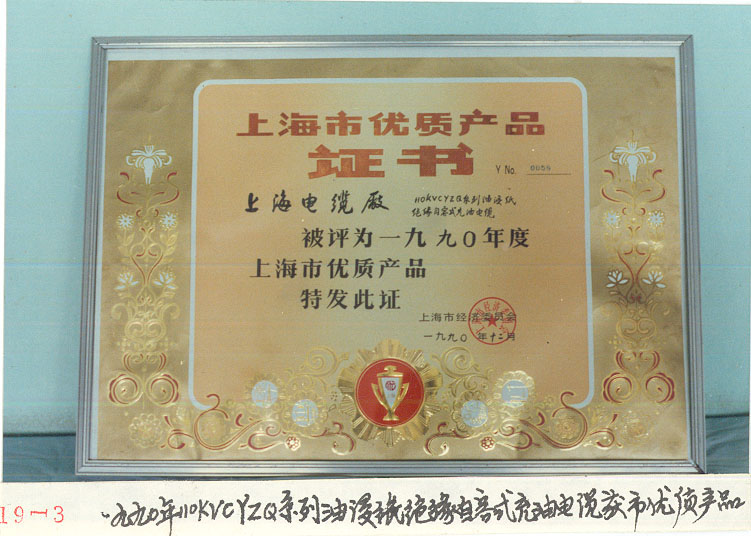 上海市优质产品
证书
Y No. 0058
上海电缆厂 110KVCYZQ系列油浸纸
绝缘自容式充油电缆
被评为一九九0年度
上海市优质产品
特发此证
上海市经济委员会
一九九0年十二月
19-3 一九九0年110KVCYZQ系列油浸纸绝缘自容式充油电缆获市优质产品